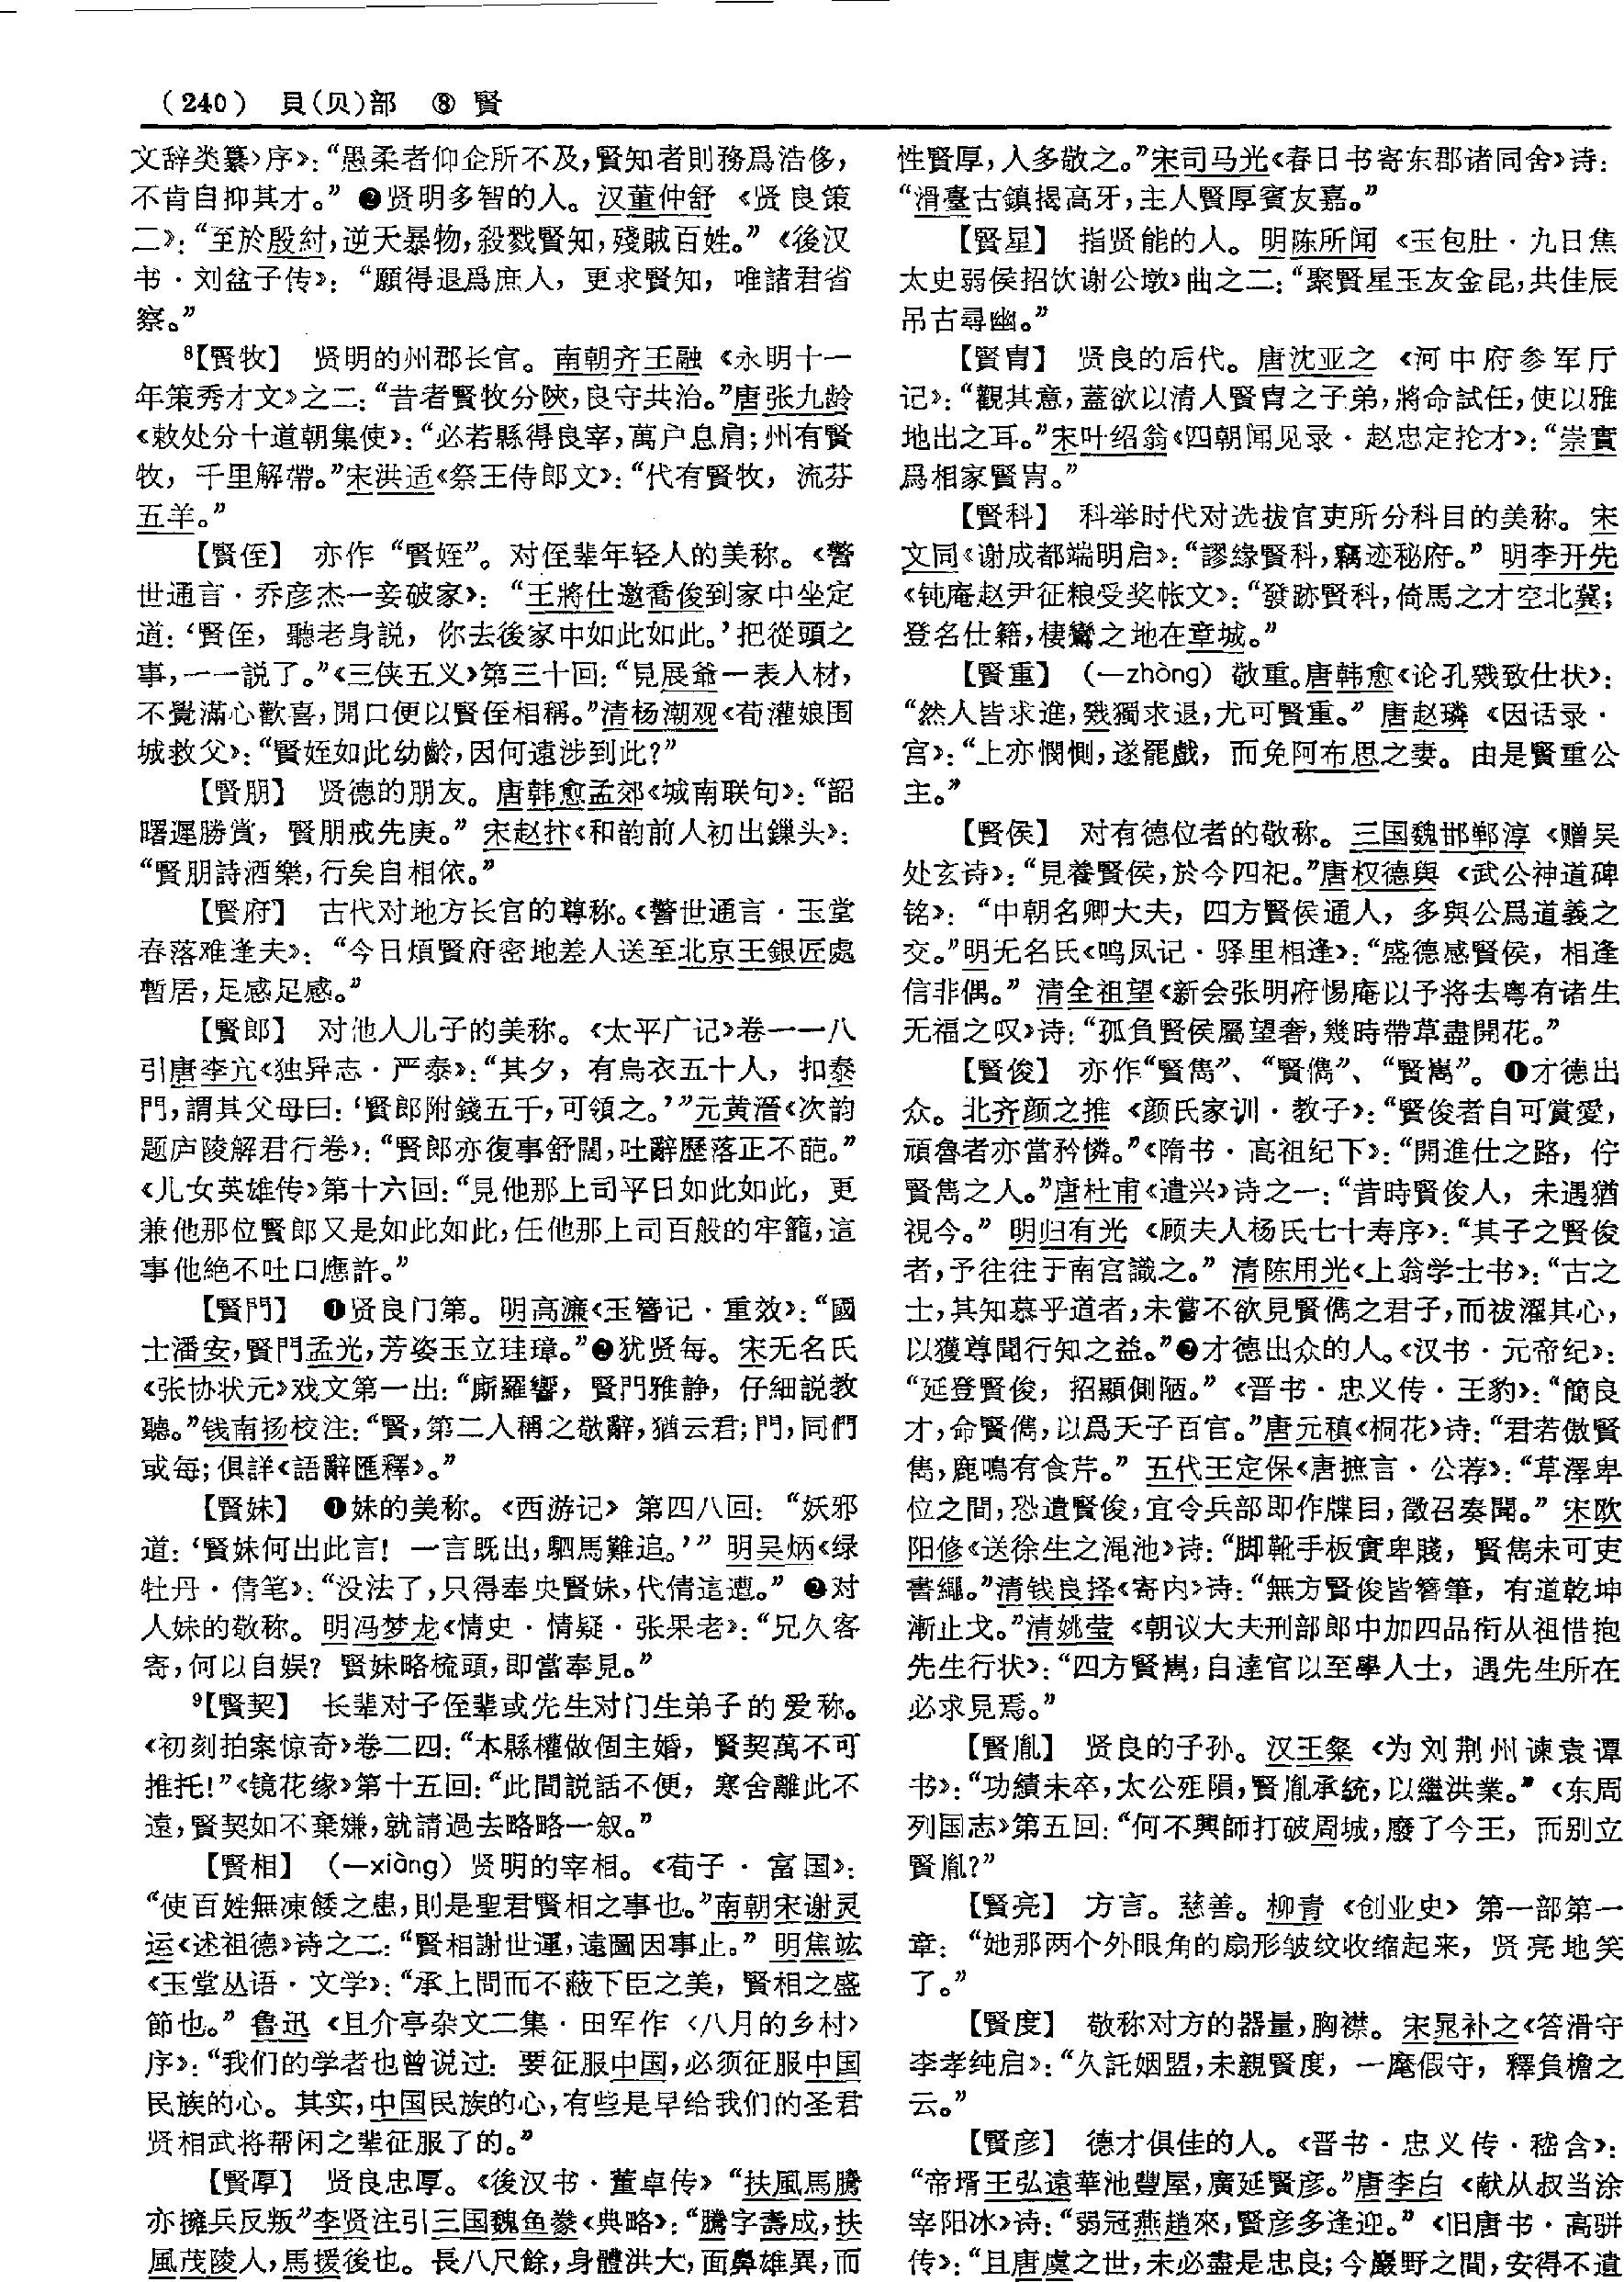 (240) 貝(贝)部 ⑧ 賢
文辞类纂〉序》：“愚柔者仰企所不及，賢知者則務爲浩侈，
不肯自抑其才。” ❷贤明多智的人。汉董仲舒《贤良策
二》：“至於殷紂，逆天暴物，殺戮賢知，殘賊百姓。”《後汉
书·刘盆子传》：“願得退爲庶人，更求賢知，唯諸君省
察。”
⁸【賢牧】 贤明的州郡长官。南朝齐王融《永明十一
年策秀才文》之二：“昔者賢牧分陝，良守共治。”唐张九龄
《敕处分十道朝集使》：“必若縣得良宰，萬户息肩；州有賢
牧，千里解帶。”宋洪适《祭王侍郎文》：“代有賢牧，流芬
五羊。”
【賢侄】 亦作“賢姪”。对侄辈年轻人的美称。《警
世通言·乔彦杰一妾破家》：“王將仕邀喬俊到家中坐定
道：‘賢侄，聽老身説，你去後家中如此如此。’把從頭之
事，一一説了。”《三侠五义》第三十回：“見展爺一表人材，
不覺滿心歡喜，開口便以賢侄相稱。”清杨潮观《荀灌娘围
城救父》：“賢姪如此幼齡，因何遠涉到此？”
【賢朋】 贤德的朋友。唐韩愈孟郊《城南联句》：“韶
曙遲勝賞，賢朋戒先庚。” 宋赵抃《和韵前人初出鏁头》：
“賢朋詩酒樂，行矣自相依。”
【賢府】 古代对地方长官的尊称。《警世通言·玉堂
春落难逢夫》：“今日煩賢府密地差人送至北京王銀匠處
暫居，足感足感。”
【賢郎】 对他人儿子的美称。《太平广记》卷一一八
引唐李亢《独异志·严泰》：“其夕，有烏衣五十人，扣泰
門，謂其父母曰：‘賢郎附錢五千，可領之。’”元黄溍《次韵
题庐陵解君行卷》：“賢郎亦復事舒闊，吐辭歷落正不葩。”
《儿女英雄传》第十六回：“見他那上司平日如此如此，更
兼他那位賢郎又是如此如此，任他那上司百般的牢籠，這
事他絶不吐口應許。”
【賢門】 ❶贤良门第。明高濂《玉簪记·重效》：“國
士潘安，賢門孟光，芳姿玉立珪璋。”❷犹贤每。宋无名氏
《张协状元》戏文第一出：“厮羅響，賢門雅静，仔細説教
聽。”钱南扬校注：“賢，第二人稱之敬辭，猶云君；門，同們
或每；俱詳《語辭匯釋》。”
【賢妹】 ❶妹的美称。《西游记》第四八回：“妖邪
道：‘賢妹何出此言！一言既出，駟馬難追。’” 明吴炳《绿
牡丹·倩笔》：“没法了，只得奉央賢妹，代倩這遭。” ❷对
人妹的敬称。明冯梦龙《情史·情疑·张果老》：“兄久客
寄，何以自娱？賢妹略梳頭，即當奉見。”
⁹【賢契】 长辈对子侄辈或先生对门生弟子的爱称。
《初刻拍案惊奇》卷二四：“本縣權做個主婚，賢契萬不可
推托！”《镜花缘》第十五回：“此間説話不便，寒舍離此不
遠，賢契如不棄嫌，就請過去略略一叙。”
【賢相】（—xiàng）贤明的宰相。《荀子·富国》：
“使百姓無凍餒之患，則是聖君賢相之事也。”南朝宋谢灵
运《述祖德》诗之二：“賢相謝世運，遠圖因事止。” 明焦竑
《玉堂丛语·文学》：“承上問而不蔽下臣之美，賢相之盛
節也。” 鲁迅《且介亭杂文二集·田军作〈八月的乡村〉
序》：“我们的学者也曾说过：要征服中国，必须征服中国
民族的心。其实，中国民族的心，有些是早给我们的圣君
贤相武将帮闲之辈征服了的。”
【賢厚】 贤良忠厚。《後汉书·董卓传》“扶風馬騰
亦擁兵反叛”李贤注引三国魏鱼豢《典略》：“騰字壽成，扶
風茂陵人，馬援後也。長八尺餘，身體洪大，面鼻雄異，而
性賢厚，人多敬之。”宋司马光《春日书寄东郡诸同舍》诗：
“滑臺古鎮揭高牙，主人賢厚賓友嘉。”
【賢星】 指贤能的人。明陈所闻《玉包肚·九日焦
太史弱侯招饮谢公墩》曲之二：“聚賢星玉友金昆，共佳辰
吊古尋幽。”
【賢胄】 贤良的后代。唐沈亚之《河中府参军厅
记》：“觀其意，蓋欲以清人賢胄之子弟，將命試任，使以雅
地出之耳。”宋叶绍翁《四朝闻见录·赵忠定抡才》：“崇實
爲相家賢胄。”
【賢科】 科举时代对选拔官吏所分科目的美称。宋
文同《谢成都端明启》：“謬緣賢科，竊迹秘府。” 明李开先
《钝庵赵尹征粮受奖帐文》：“發跡賢科，倚馬之才空北冀；
登名仕籍，棲鸞之地在章城。”
【賢重】（—zhòng）敬重。唐韩愈《论孔戣致仕状》：
“然人皆求進，戣獨求退，尤可賢重。” 唐赵璘《因话录·
宫》：“上亦憫惻，遂罷戲，而免阿布思之妻。由是賢重公
主。”
【賢侯】 对有德位者的敬称。三国魏邯郸淳《赠吴
处玄诗》：“見養賢侯，於今四祀。”唐权德舆《武公神道碑
铭》：“中朝名卿大夫，四方賢侯通人，多與公爲道義之
交。”明无名氏《鸣凤记·驿里相逢》：“盛德感賢侯，相逢
信非偶。” 清全祖望《新会张明府惕庵以予将去粤有诸生
无福之叹》诗：“孤負賢侯屬望奢，幾時帶草盡開花。”
【賢俊】 亦作“賢雋”、“賢儁”、“賢嶲”。❶才德出
众。北齐颜之推《颜氏家训·教子》：“賢俊者自可賞愛，
頑魯者亦當矜憐。”《隋书·高祖纪下》：“開進仕之路，佇
賢雋之人。”唐杜甫《遣兴》诗之一：“昔時賢俊人，未遇猶
視今。” 明归有光《顾夫人杨氏七十寿序》：“其子之賢俊
者，予往往于南宫識之。” 清陈用光《上翁学士书》：“古之
士，其知慕乎道者，未嘗不欲見賢儁之君子，而祓濯其心，
以獲尊聞行知之益。”❷才德出众的人。《汉书·元帝纪》：
“延登賢俊，招顯側陋。”《晋书·忠义传·王豹》：“簡良
才，命賢儁，以爲天子百官。”唐元稹《桐花》诗：“君若傲賢
雋，鹿鳴有食芹。” 五代王定保《唐摭言·公荐》：“草澤卑
位之間，恐遺賢俊，宜令兵部即作牒目，徵召奏聞。” 宋欧
阳修《送徐生之渑池》诗：“脚靴手板實卑賤，賢雋未可吏
書繩。”清钱良择《寄内》诗：“無方賢俊皆簪筆，有道乾坤
漸止戈。”清姚莹《朝议大夫刑部郎中加四品衔从祖惜抱
先生行状》：“四方賢嶲，自達官以至學人士，遇先生所在
必求見焉。”
【賢胤】 贤良的子孙。汉王粲《为刘荆州谏袁谭
书》：“功績未卒，太公殂隕，賢胤承統，以繼洪業。”《东周
列国志》第五回：“何不興師打破周城，廢了今王，而别立
賢胤？”
【賢亮】 方言。慈善。柳青《创业史》第一部第一
章：“她那两个外眼角的扇形皱纹收缩起来，贤亮地笑
了。”
【賢度】 敬称对方的器量，胸襟。宋晁补之《答滑守
李孝纯启》：“久託姻盟，未親賢度，一麾假守，釋負檐之
云。”
【賢彦】 德才俱佳的人。《晋书·忠义传·嵇含》：
“帝壻王弘遠華池豐屋，廣延賢彦。”唐李白《献从叔当涂
宰阳冰》诗：“弱冠燕趙來，賢彦多逢迎。”《旧唐书·高骈
传》：“且唐虞之世，未必盡是忠良；今巖野之間，安得不遺